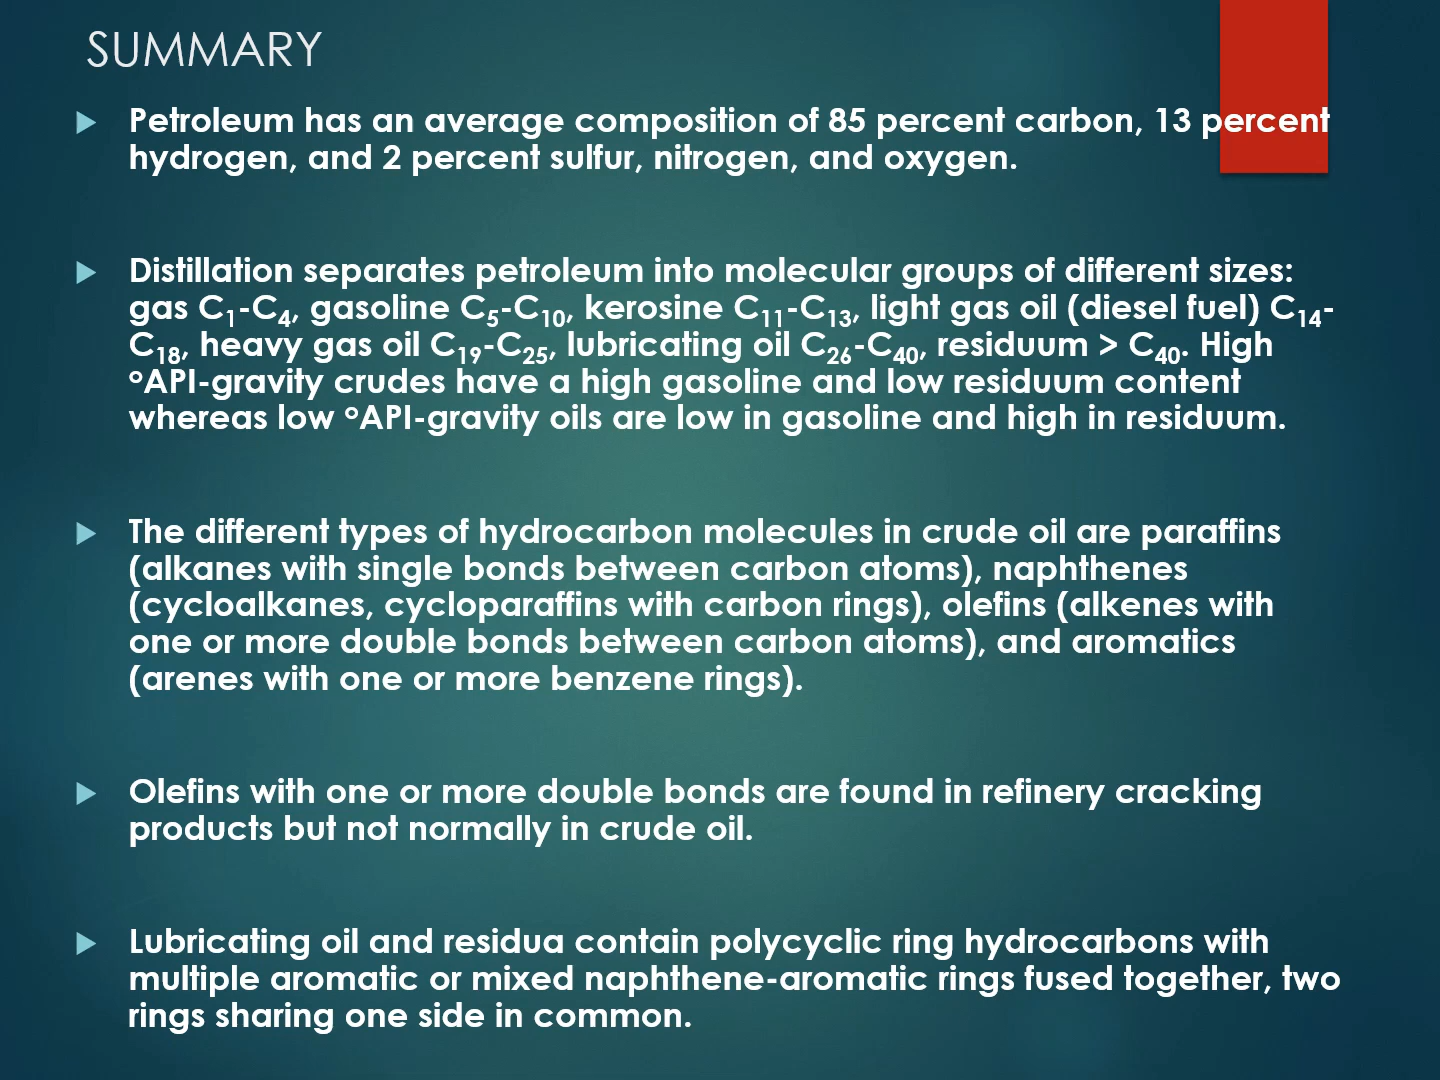 SUMMARY
Petroleum has an average composition of 85 percent carbon, 13 percent
hydrogen, and 2 percent sulfur, nitrogen, and oxygen.
Distillation separates petroleum into molecular groups of different sizes:
gas C₁-C₄, gasoline C₅-C₁₀, kerosine C₁₁-C₁₃, light gas oil (diesel fuel) C₁₄-
C₁₈, heavy gas oil C₁₉-C₂₅, lubricating oil C₂₆-C₄₀, residuum > C₄₀. High
°API-gravity crudes have a high gasoline and low residuum content
whereas low °API-gravity oils are low in gasoline and high in residuum.
The different types of hydrocarbon molecules in crude oil are paraffins
(alkanes with single bonds between carbon atoms), naphthenes
(cycloalkanes, cycloparaffins with carbon rings), olefins (alkenes with
one or more double bonds between carbon atoms), and aromatics
(arenes with one or more benzene rings).
Olefins with one or more double bonds are found in refinery cracking
products but not normally in crude oil.
Lubricating oil and residua contain polycyclic ring hydrocarbons with
multiple aromatic or mixed naphthene-aromatic rings fused together, two
rings sharing one side in common.